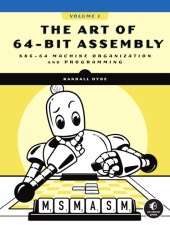 VOLUME 1
THE ART OF
64-BIT ASSEMBLY
X86-64 MACHINE ORGANIZATION
AND PROGRAMMING
RANDALL HYDE
MSMASM